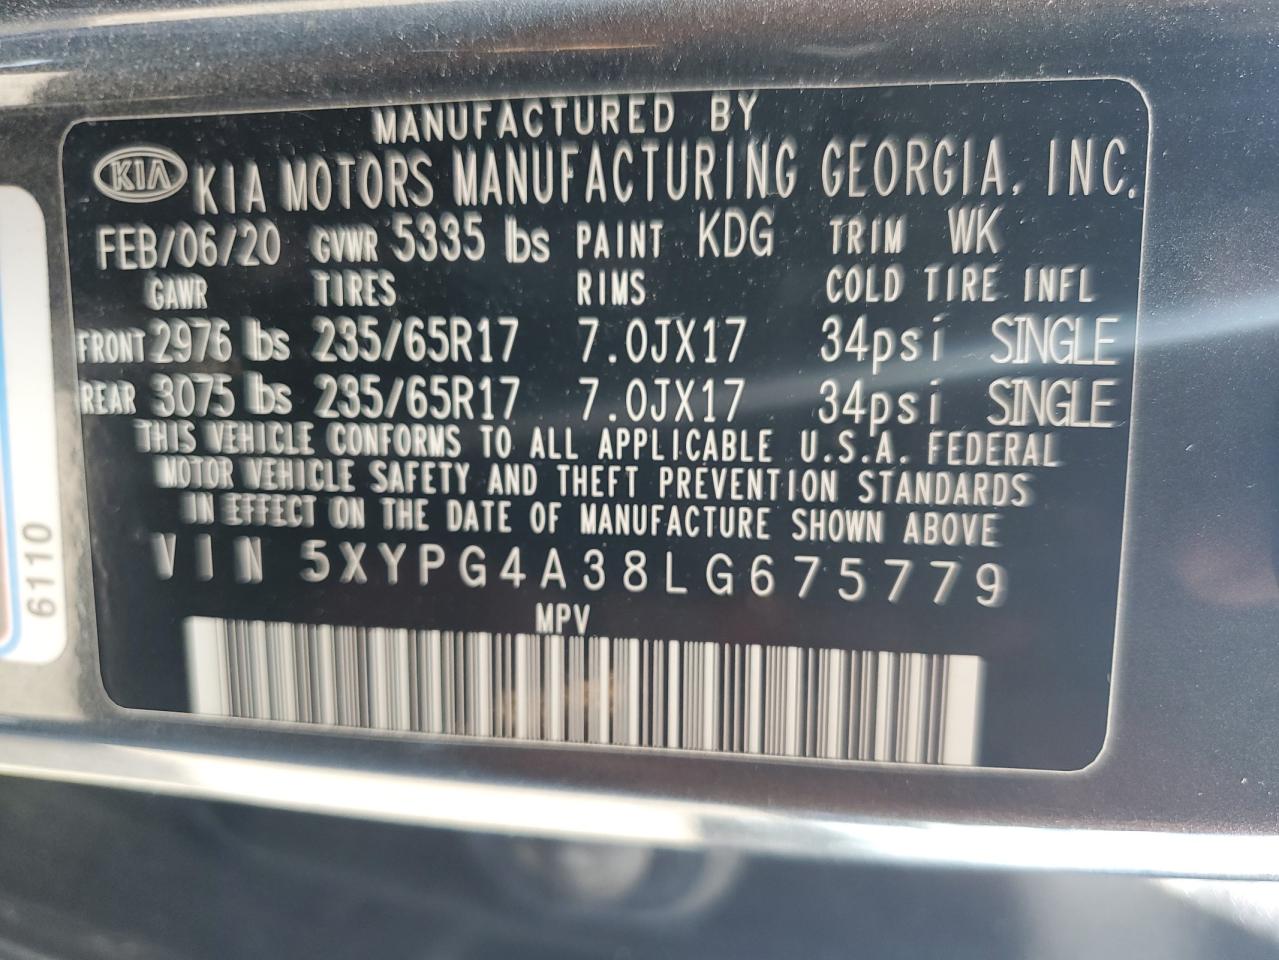 MANUFACTURED BY
KIA KIA MOTORS MANUFACTURING GEORGIA, INC.
FEB/06/20 GVWR 5335 lbs PAINT KDG TRIM WK
GAWR TIRES RIMS COLD TIRE INFL
FRONT 2976 lbs 235/65R17 7.0JX17 34psi SINGLE
REAR 3075 lbs 235/65R17 7.0JX17 34psi SINGLE
THIS VEHICLE CONFORMS TO ALL APPLICABLE U.S.A. FEDERAL
MOTOR VEHICLE SAFETY AND THEFT PREVENTION STANDARDS
IN EFFECT ON THE DATE OF MANUFACTURE SHOWN ABOVE
VIN 5XYPG4A38LG675779
MPV
6110